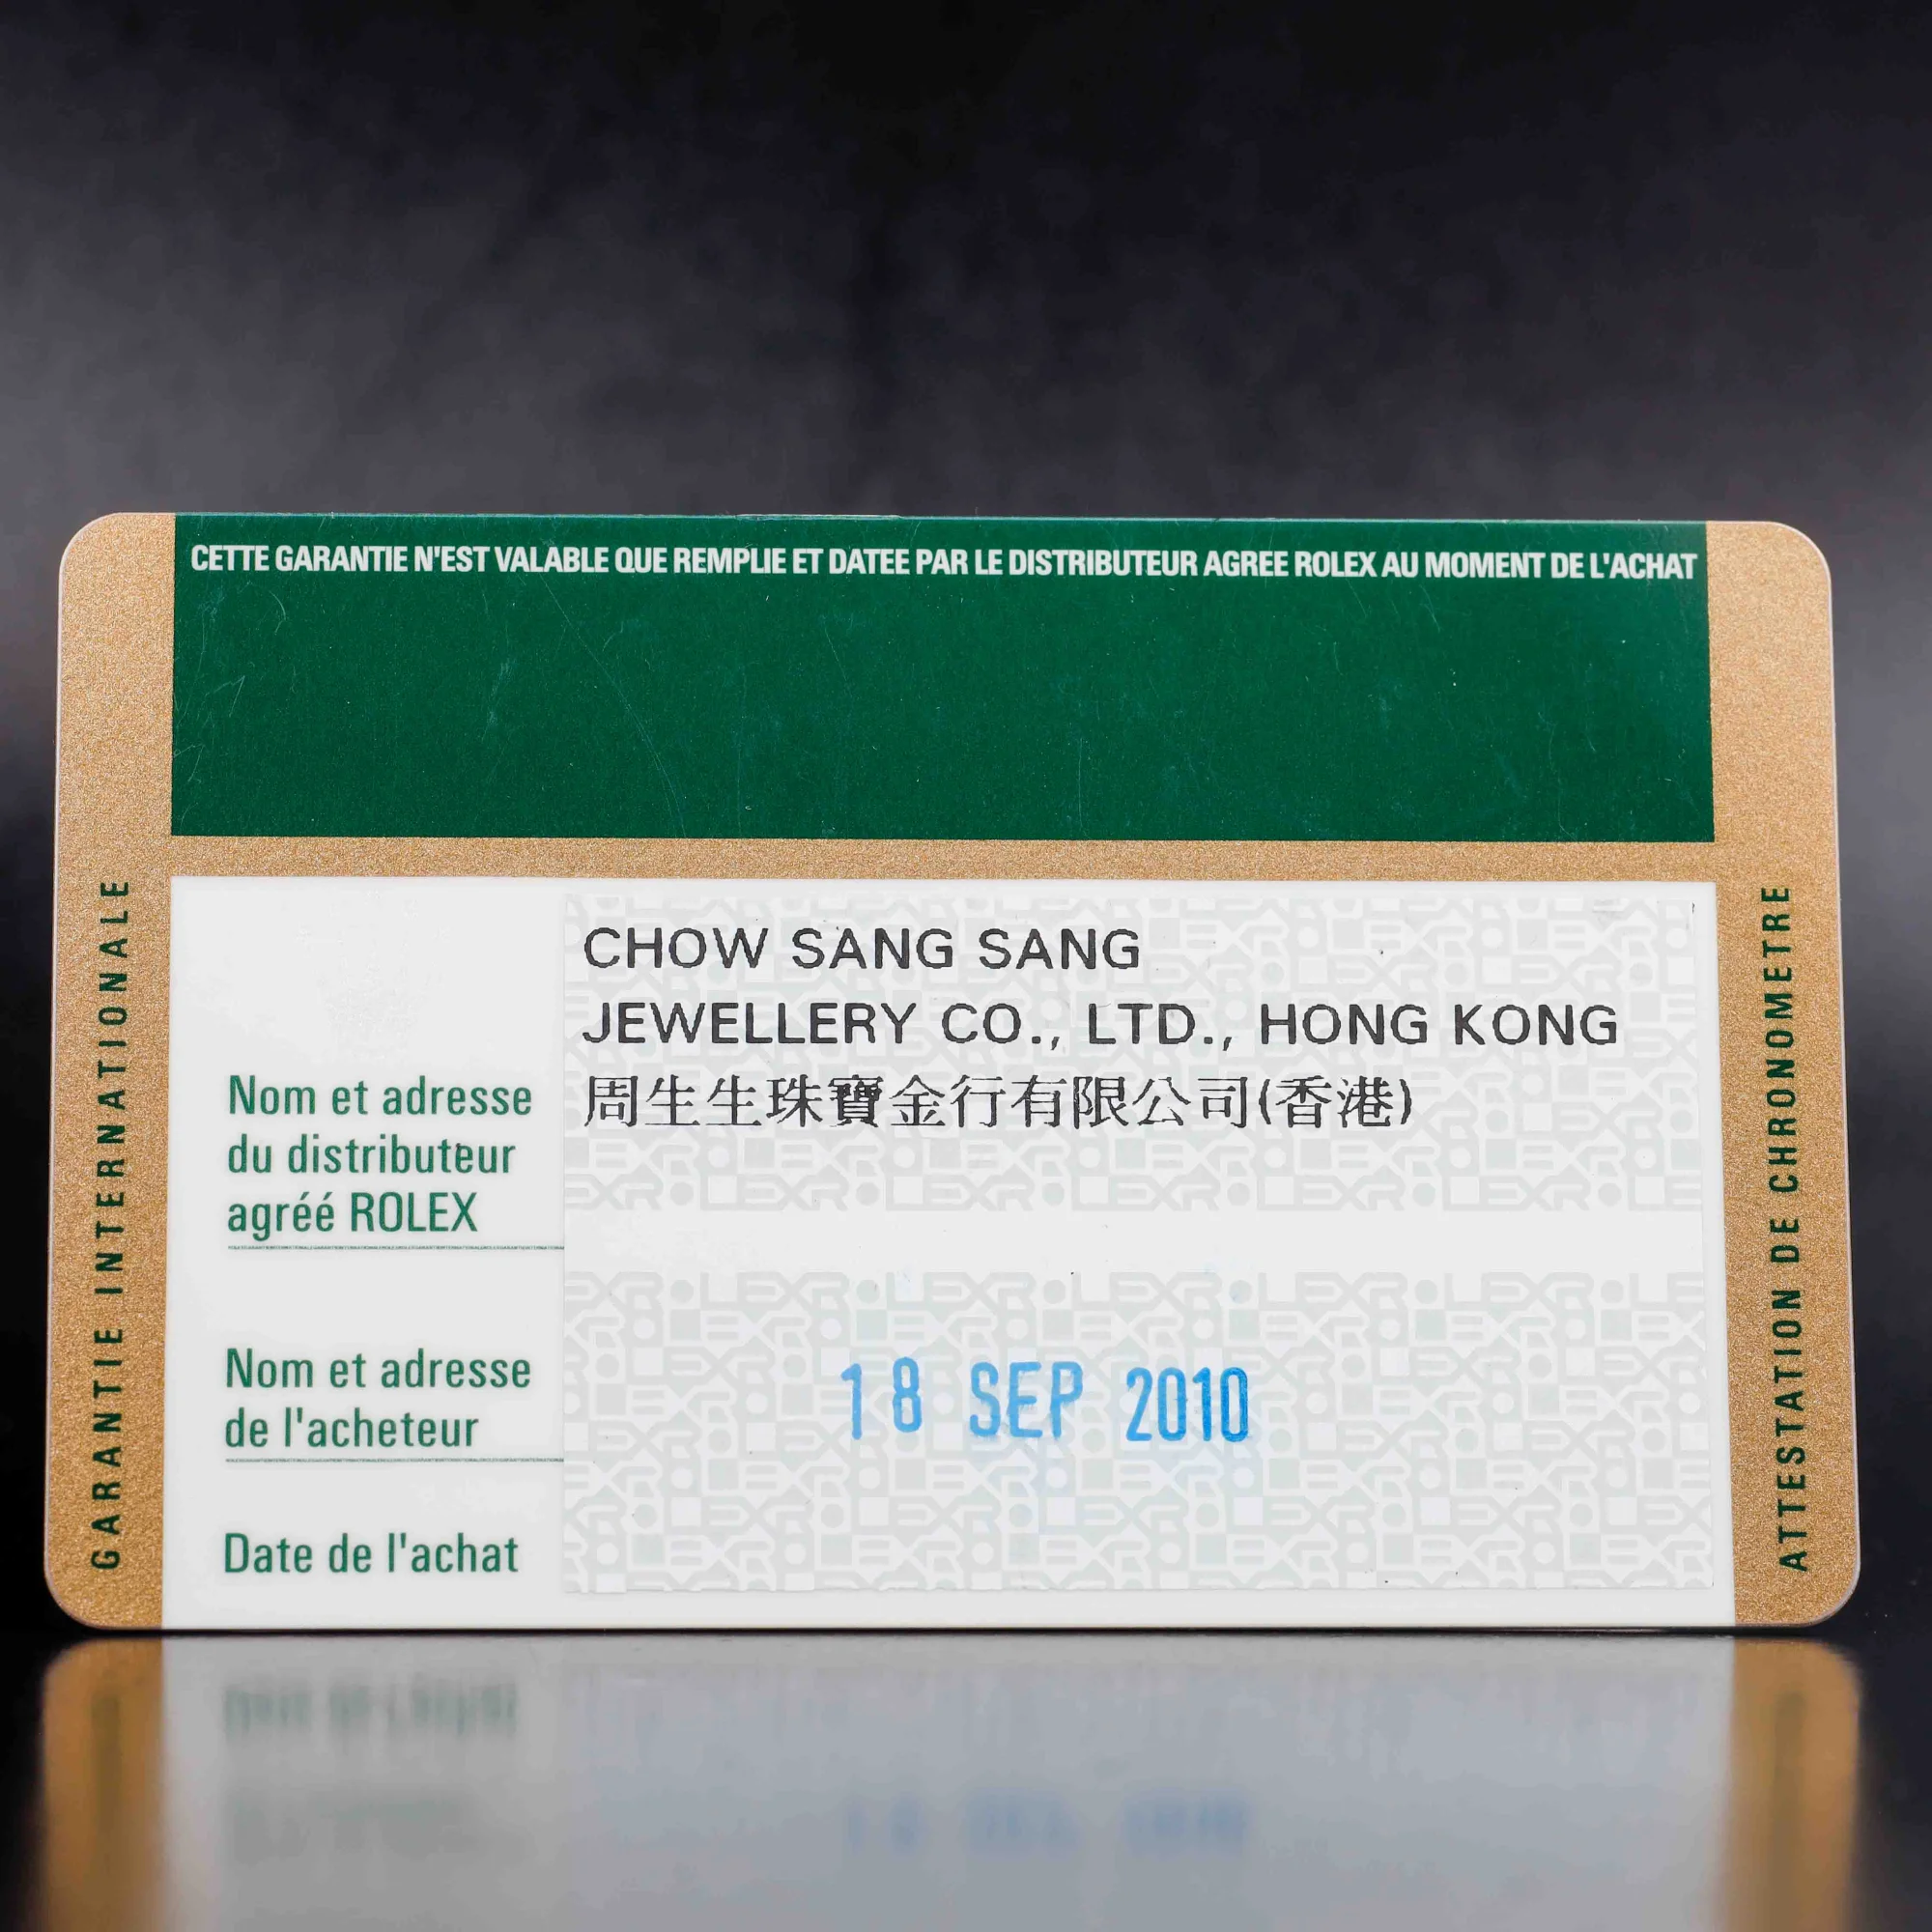 CETTE GARANTIE N'EST VALABLE QUE REMPLIE ET DATEE PAR LE DISTRIBUTEUR AGREE ROLEX AU MOMENT DE L'ACHAT
GARANTIE INTERNATIONALE
CHOW SANG SANG
JEWELLERY CO., LTD., HONG KONG
周生生珠寶金行有限公司(香港)
Nom et adresse
du distributeur
agréé ROLEX
Nom et adresse
de l'acheteur
18 SEP 2010
Date de l'achat
ATTESTATION DE CHRONOMETRE